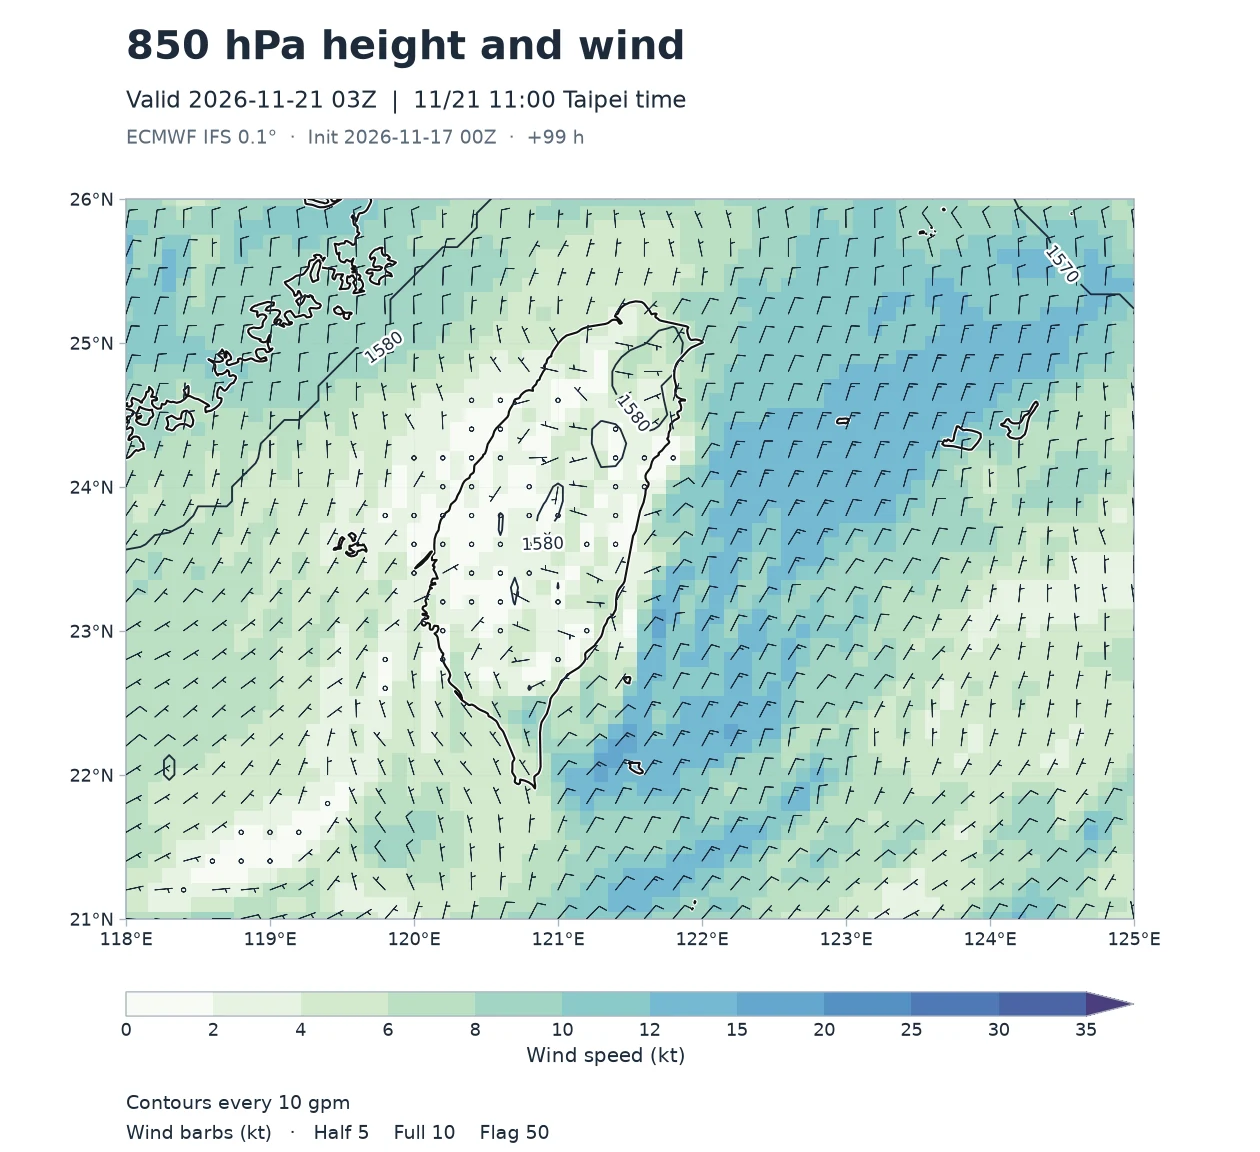 850 hPa height and wind
Valid 2026-11-21 03Z | 11/21 11:00 Taipei time
ECMWF IFS 0.1° · Init 2026-11-17 00Z · +99 h
26°N
25°N
24°N
23°N
22°N
21°N
1570
1580
1580
1580
118°E 119°E 120°E 121°E 122°E 123°E 124°E 125°E
0 2 4 6 8 10 12 15 20 25 30 35
Wind speed (kt)
Contours every 10 gpm
Wind barbs (kt) · Half 5 Full 10 Flag 50